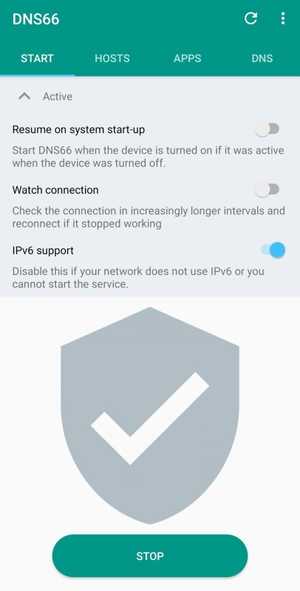 DNS66
START HOSTS APPS DNS
Active
Resume on system start-up
Start DNS66 when the device is turned on if it was active
when the device was turned off.
Watch connection
Check the connection in increasingly longer intervals and
reconnect if it stopped working
IPv6 support
Disable this if your network does not use IPv6 or you
cannot start the service.
STOP